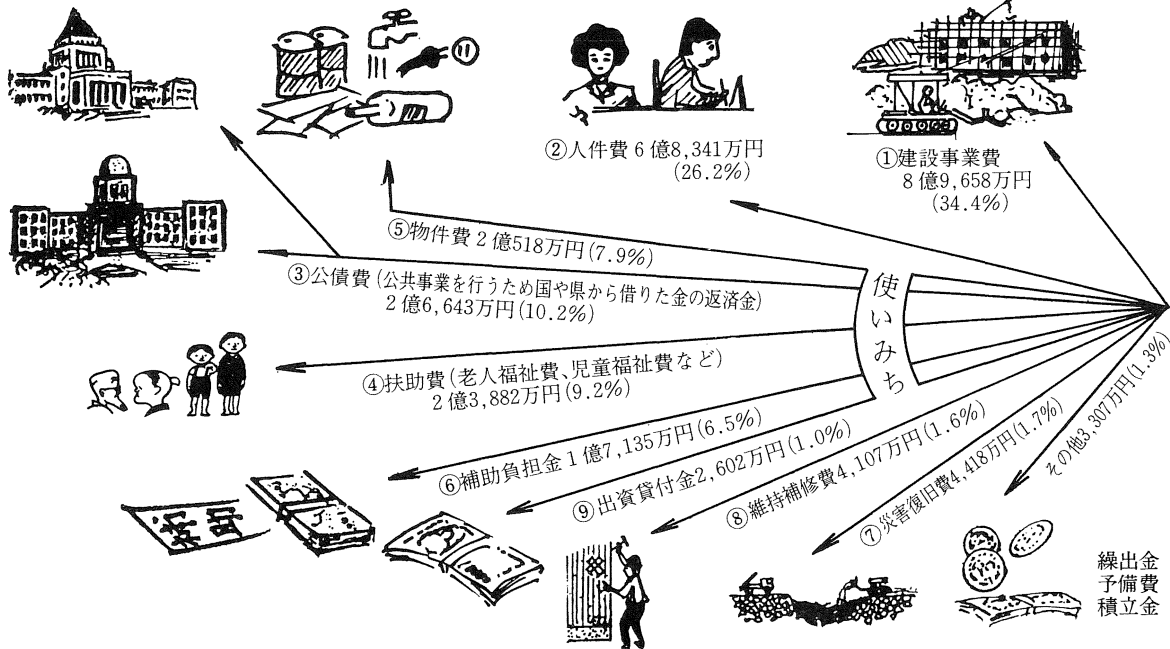 ①建設事業費
8億9,658万円
(34.4%)
②人件費6億8,341万円
(26.2%)
⑤物件費2億518万円(7.9%)
③公債費(公共事業を行うため国や県から借りた金の返済金)
2億6,643万円(10.2%)
④扶助費(老人福祉費、児童福祉費など)
2億3,882万円(9.2%)
⑥補助負担金1億7,135万円(6.5%)
⑨出資貸付金2,602万円(1.0%)
⑧維持補修費4,107万円(1.6%)
⑦災害復旧費4,418万円(1.7%)
その他3,307万円(1.3%)
使いみち
繰出金
予備費
積立金